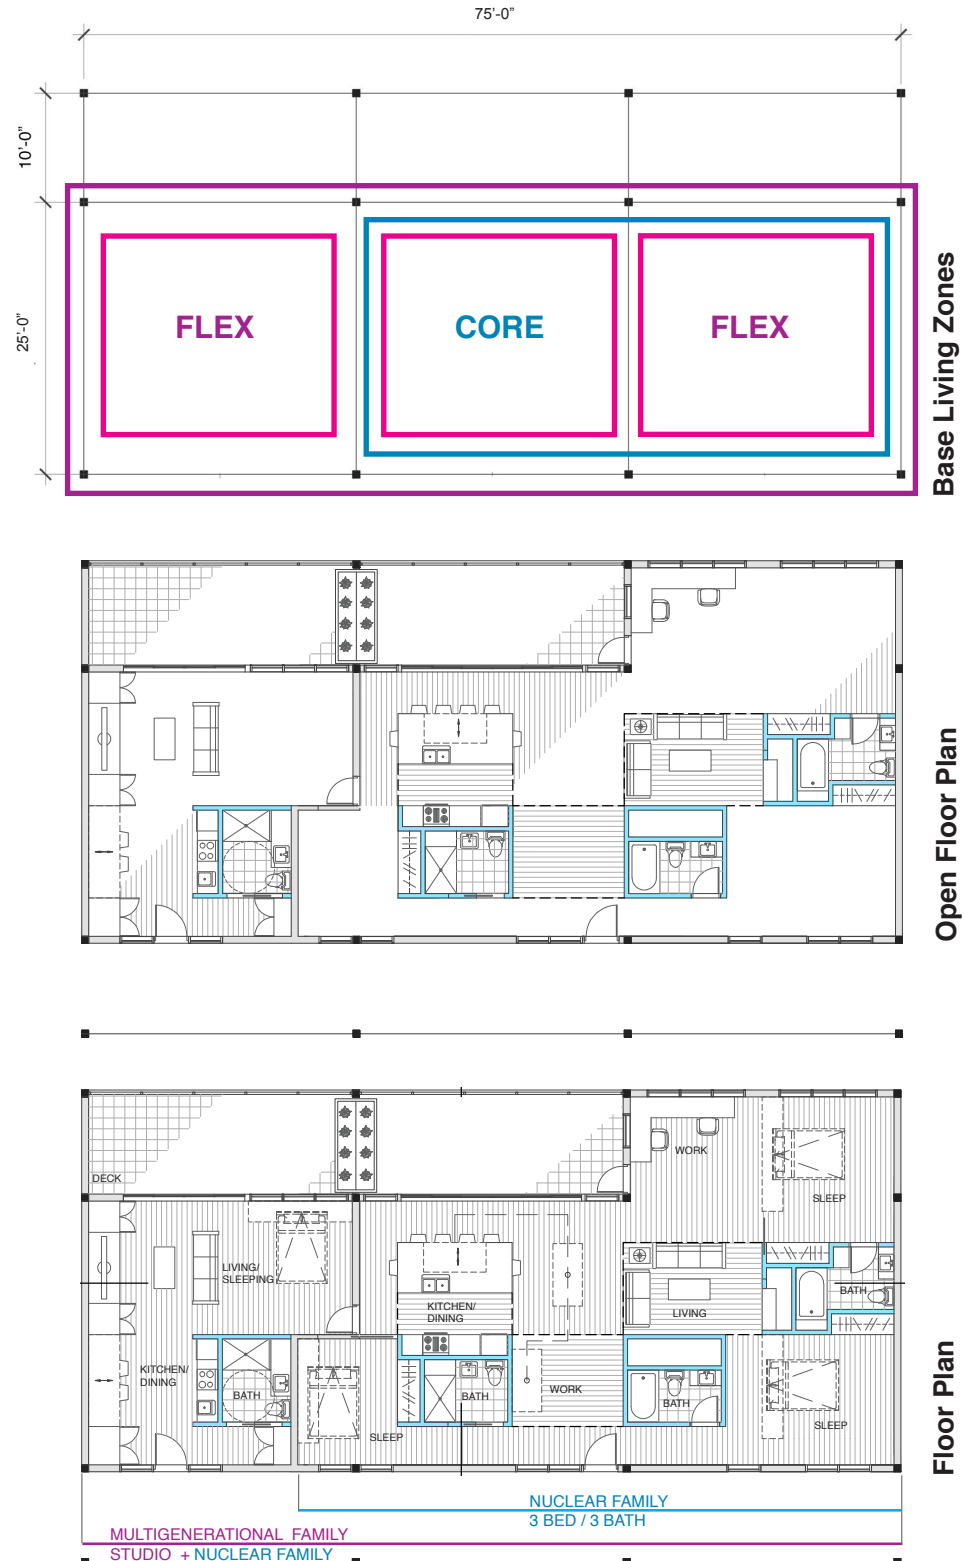 75'-0”
10'-0”
25'-0”
FLEX
CORE
FLEX
Base Living Zones
Open Floor Plan
DECK
WORK
SLEEP
LIVING/
SLEEPING
KITCHEN/
DINING
LIVING
BATH
KITCHEN/
DINING
BATH
SLEEP
BATH
WORK
BATH
SLEEP
Floor Plan
NUCLEAR FAMILY
3 BED / 3 BATH
MULTIGENERATIONAL FAMILY
STUDIO + NUCLEAR FAMILY